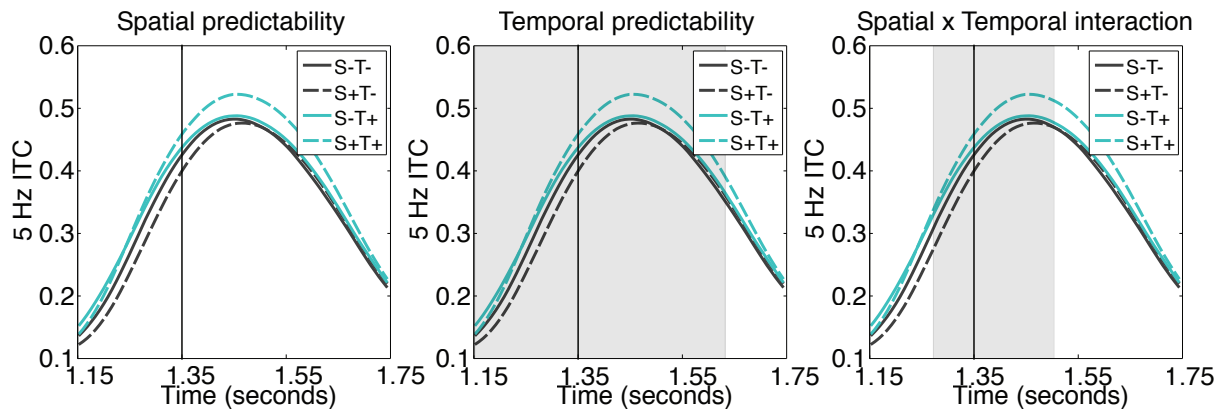 Spatial predictability
0.6
0.5
0.4
0.3
0.2
0.1
5 Hz ITC
S-T-
S+T-
S-T+
S+T+
1.15
1.35
1.55
1.75
Time (seconds)
Temporal predictability
0.6
0.5
0.4
0.3
0.2
0.1
5 Hz ITC
S-T-
S+T-
S-T+
S+T+
1.15
1.35
1.55
1.75
Time (seconds)
Spatial x Temporal interaction
0.6
0.5
0.4
0.3
0.2
0.1
5 Hz ITC
S-T-
S+T-
S-T+
S+T+
1.15
1.35
1.55
1.75
Time (seconds)